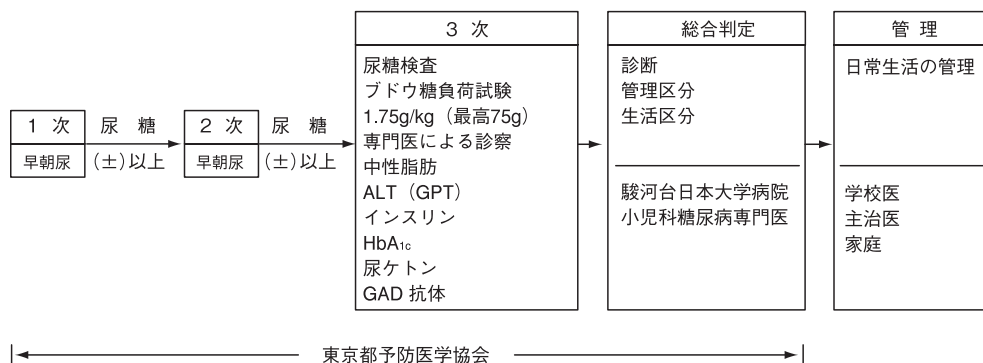 1 次
早朝尿
尿 糖
(±)以上
2 次
早朝尿
尿 糖
(±)以上
3 次
尿糖検査
ブドウ糖負荷試験
1.75g/kg(最高75g)
専門医による診察
中性脂肪
ALT(GPT)
インスリン
HbA1c
尿ケトン
GAD 抗体
総合判定
診断
管理区分
生活区分
駿河台日本大学病院
小児科糖尿病専門医
管 理
日常生活の管理
学校医
主治医
家庭
東京都予防医学協会